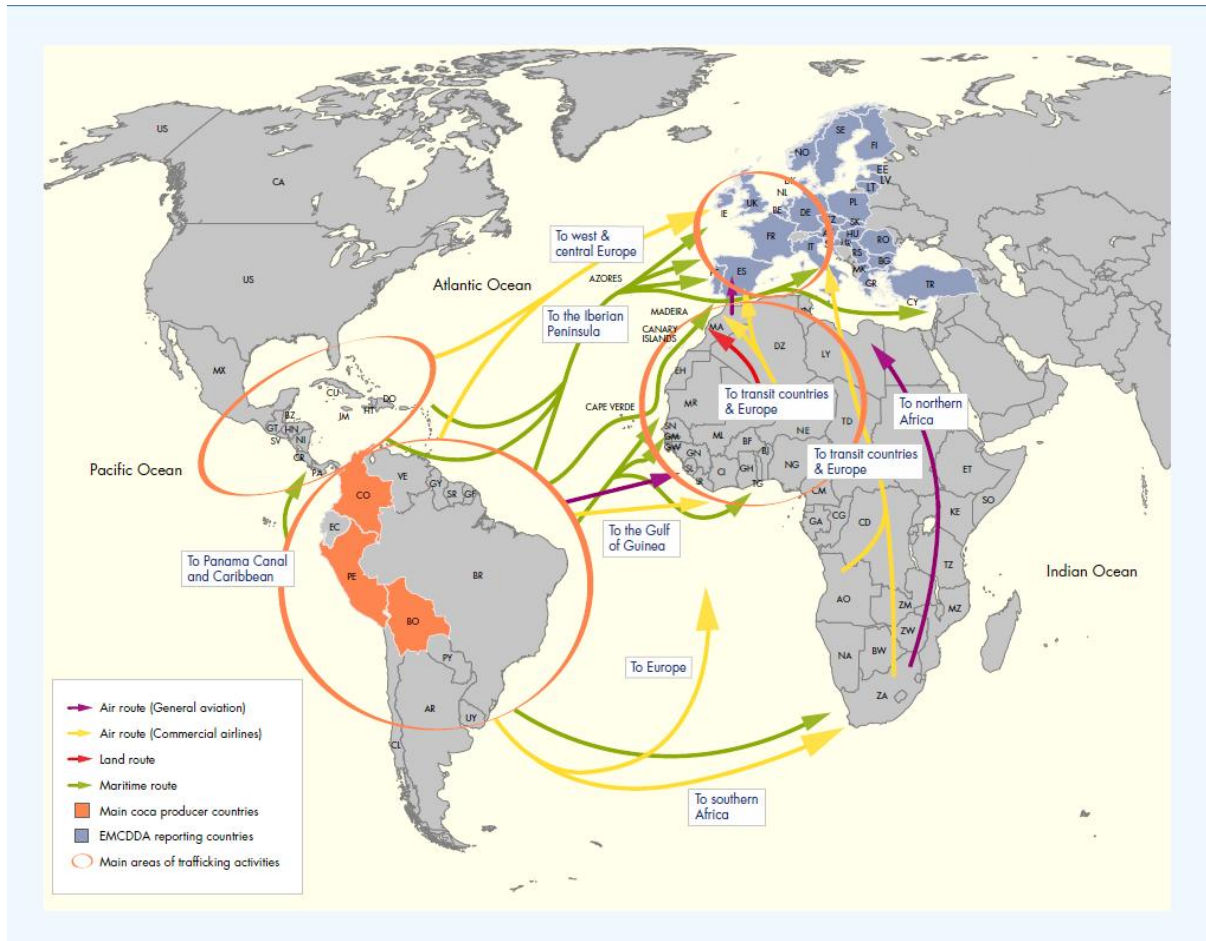 US
CA
US
MX
CU
DO
HT
JM
BZ
GT
HN
SV
NI
CR
PA
Atlantic Ocean
Pacific Ocean
Indian Ocean
SE
FI
NO
EE
LV
LT
DK
NL
IE
UK
BE
DE
PL
CZ
SK
FR
HU
RO
IT
HR
RS
BG
MK
GR
TR
CY
PT
ES
To west &
central Europe
AZORES
To the Iberian
Peninsula
MADEIRA
CANARY
ISLANDS
CAPE VERDE
MA
DZ
TN
LY
EH
MR
ML
NE
TD
SN
GM
GW
GN
SL
LR
CI
BF
GH
TG
BJ
NG
CM
GA
CG
CD
ET
SO
KE
TZ
AO
ZM
MZ
ZW
NA
BW
ZA
To transit countries
& Europe
To northern
Africa
To transit countries
& Europe
VE
GY
SR
GF
CO
EC
PE
BR
BO
PY
AR
UY
CL
To Panama Canal
and Caribbean
To the Gulf
of Guinea
To Europe
To southern
Africa
Air route (General aviation)
Air route (Commercial airlines)
Land route
Maritime route
Main coca producer countries
EMCDDA reporting countries
Main areas of trafficking activities